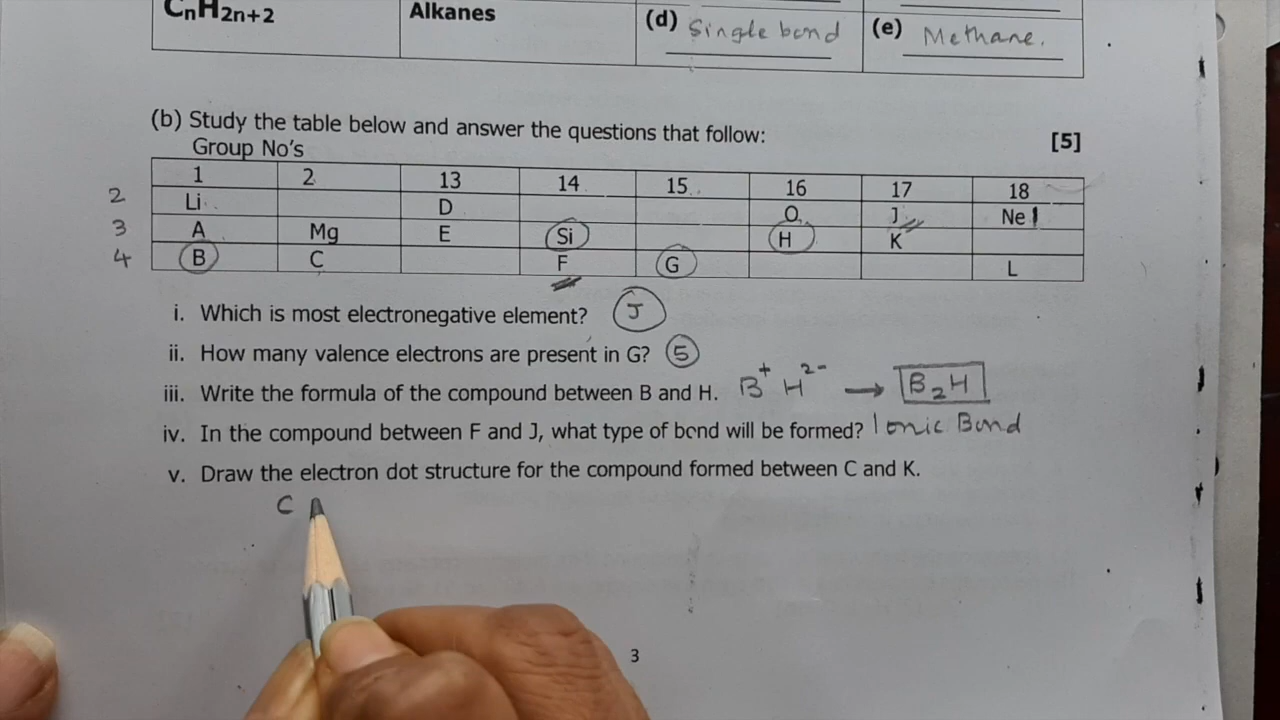 CnH2n+2 Alkanes (d) Single bond (e) Methane.
(b) Study the table below and answer the questions that follow: [5]
Group No's
1 2 13 14 15 16 17 18
2 Li D O J Ne
3 A Mg E Si H K
4 B C F G L
i. Which is most electronegative element? J
ii. How many valence electrons are present in G? 5
iii. Write the formula of the compound between B and H. B+ H2- → B2H
iv. In the compound between F and J, what type of bond will be formed? Ionic Bond
v. Draw the electron dot structure for the compound formed between C and K.
C
3